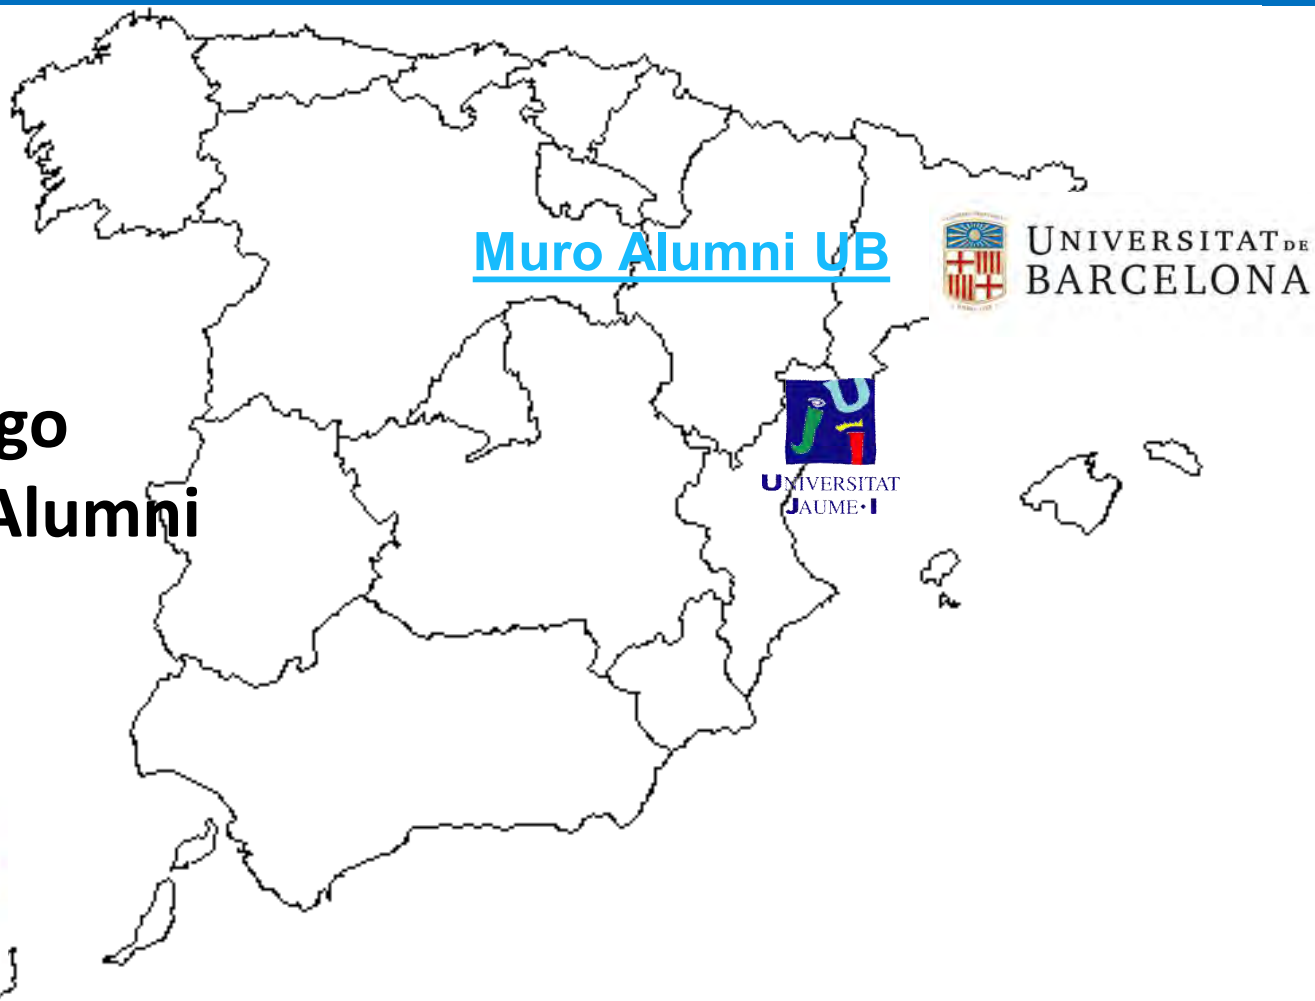 Muro Alumni UB
UNIVERSITAT DE
BARCELONA
go
Alumni
UNIVERSITAT
JAUME·I